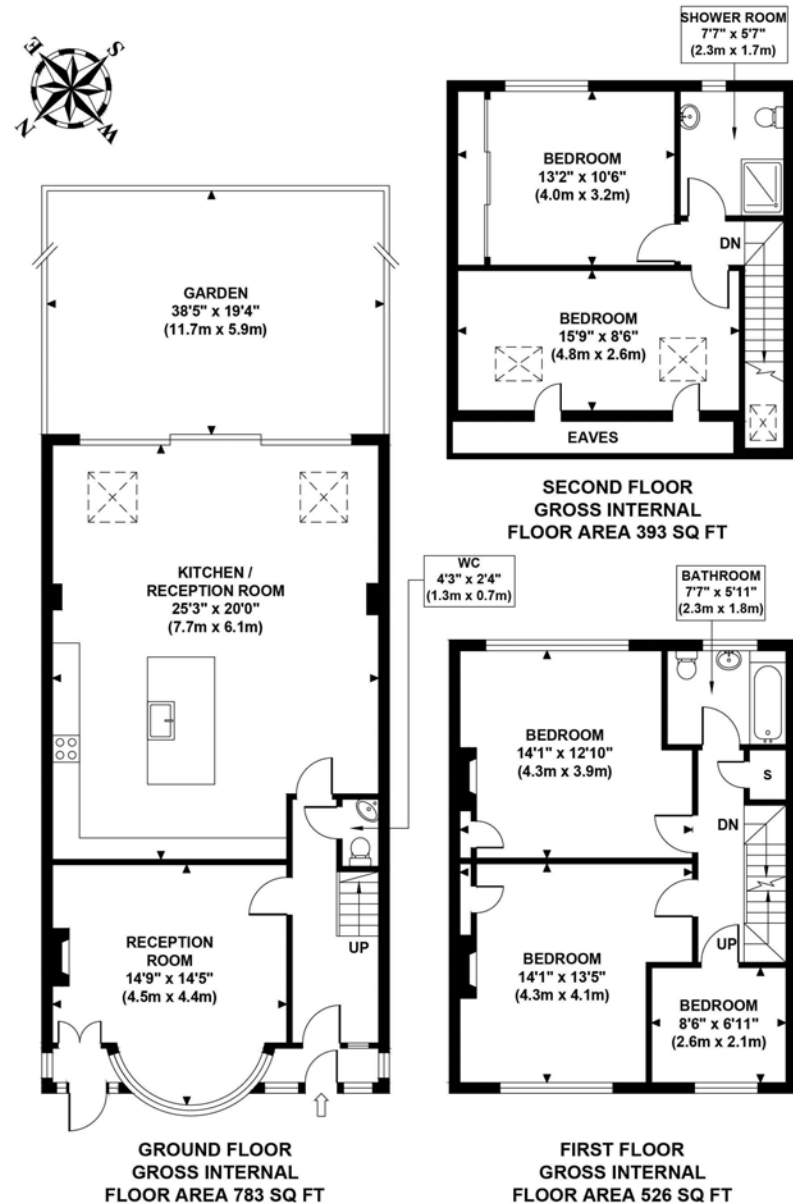 SHOWER ROOM
7'7" x 5'7"
(2.3m x 1.7m)
E
S
N
W
BEDROOM
13'2" x 10'6"
(4.0m x 3.2m)
DN
BEDROOM
15'9" x 8'6"
(4.8m x 2.6m)
EAVES
SECOND FLOOR
GROSS INTERNAL
FLOOR AREA 393 SQ FT
GARDEN
38'5" x 19'4"
(11.7m x 5.9m)
KITCHEN /
RECEPTION ROOM
25'3" x 20'0"
(7.7m x 6.1m)
WC
4'3" x 2'4"
(1.3m x 0.7m)
RECEPTION
ROOM
14'9" x 14'5"
(4.5m x 4.4m)
UP
GROUND FLOOR
GROSS INTERNAL
FLOOR AREA 783 SQ FT
BATHROOM
7'7" x 5'11"
(2.3m x 1.8m)
BEDROOM
14'1" x 12'10"
(4.3m x 3.9m)
S
DN
BEDROOM
14'1" x 13'5"
(4.3m x 4.1m)
UP
BEDROOM
8'6" x 6'11"
(2.6m x 2.1m)
FIRST FLOOR
GROSS INTERNAL
FLOOR AREA 526 SQ FT